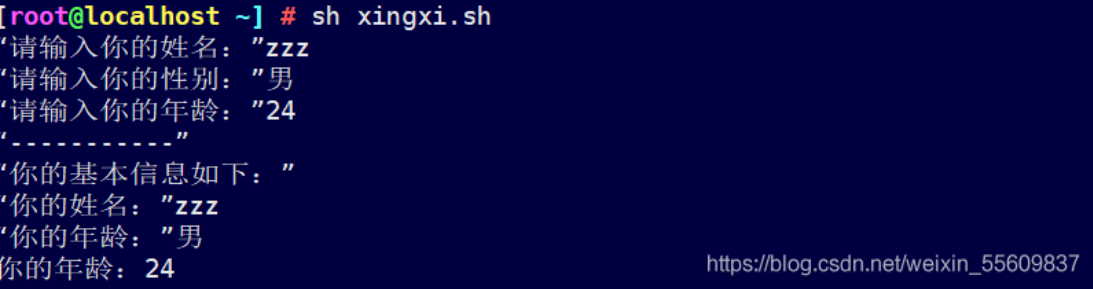 [root@localhost ~] # sh xingxi.sh
“请输入你的姓名：”zzz
“请输入你的性别：”男
“请输入你的年龄：”24
“-----------”
“你的基本信息如下：”
“你的姓名：”zzz
“你的年龄：”男
你的年龄：24
https://blog.csdn.net/weixin_55609837